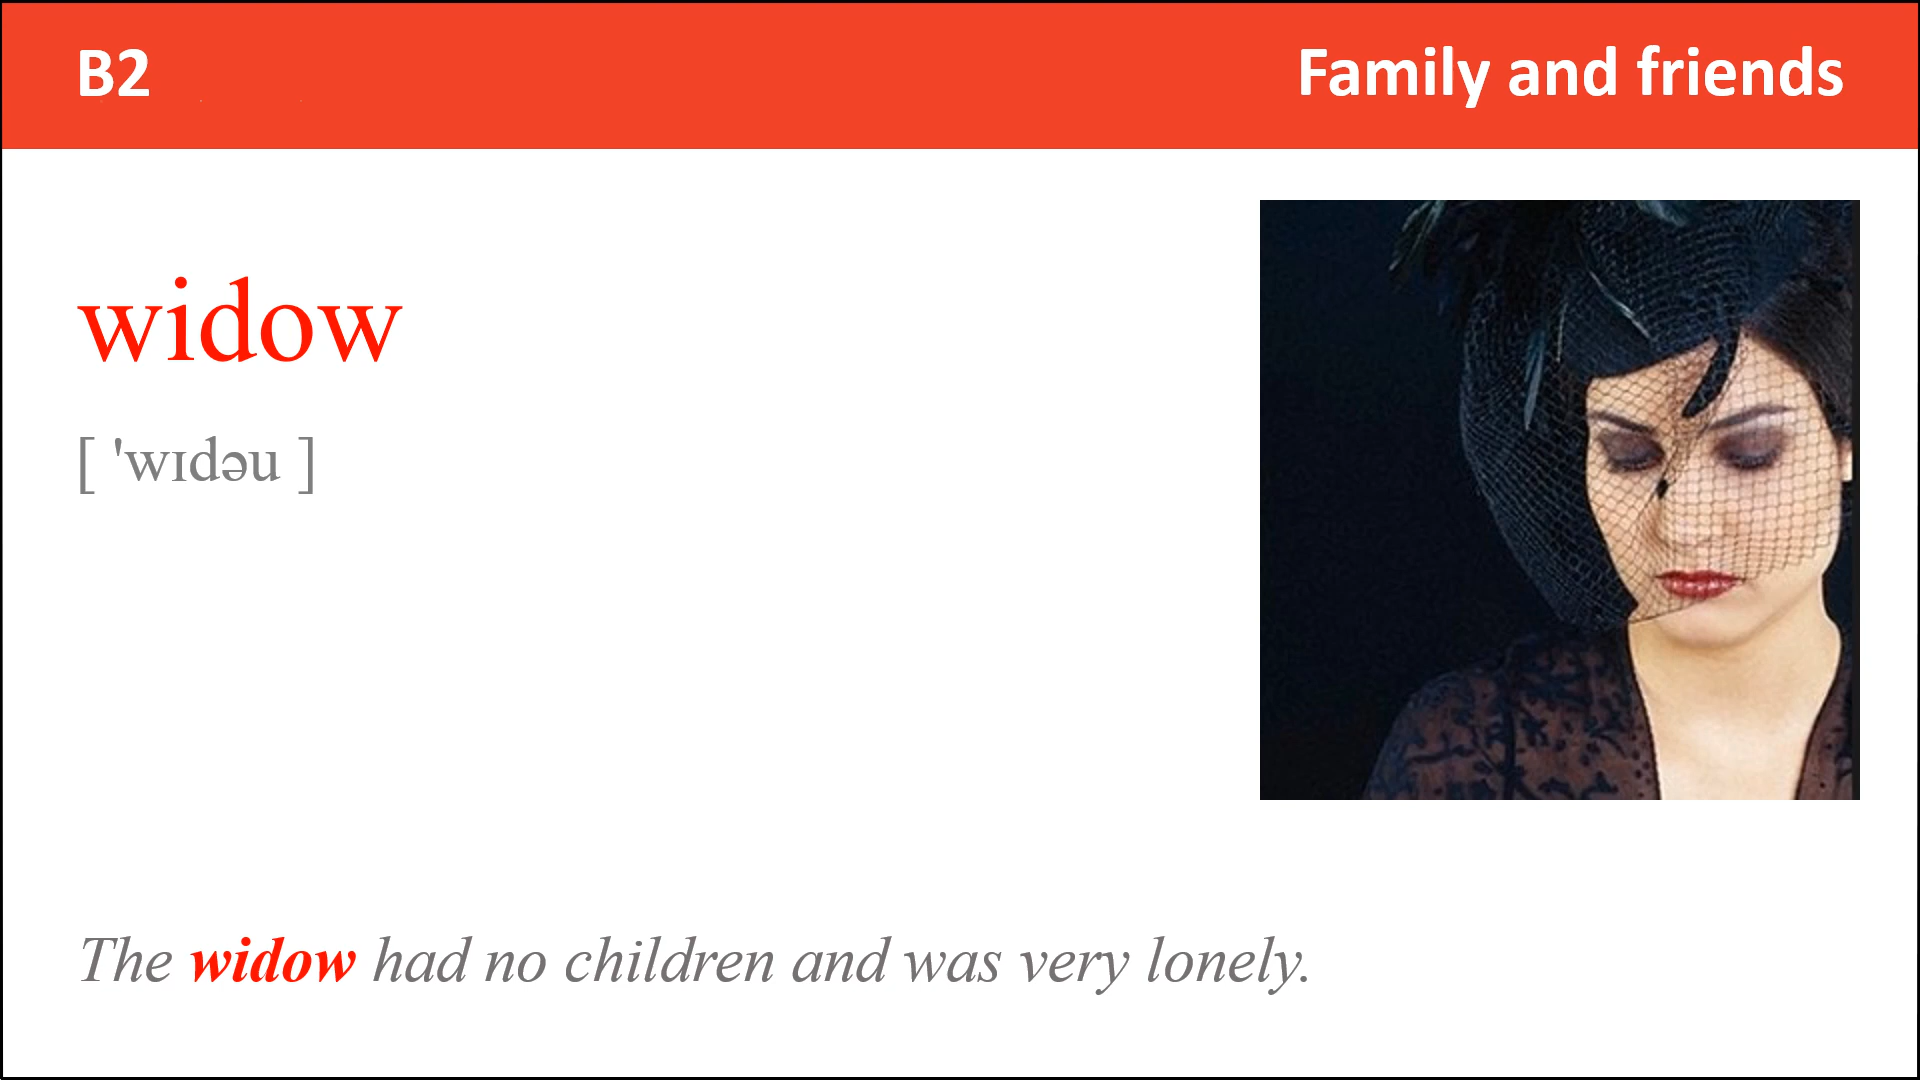 B2
Family and friends
widow
[ 'wɪdəu ]
The widow had no children and was very lonely.